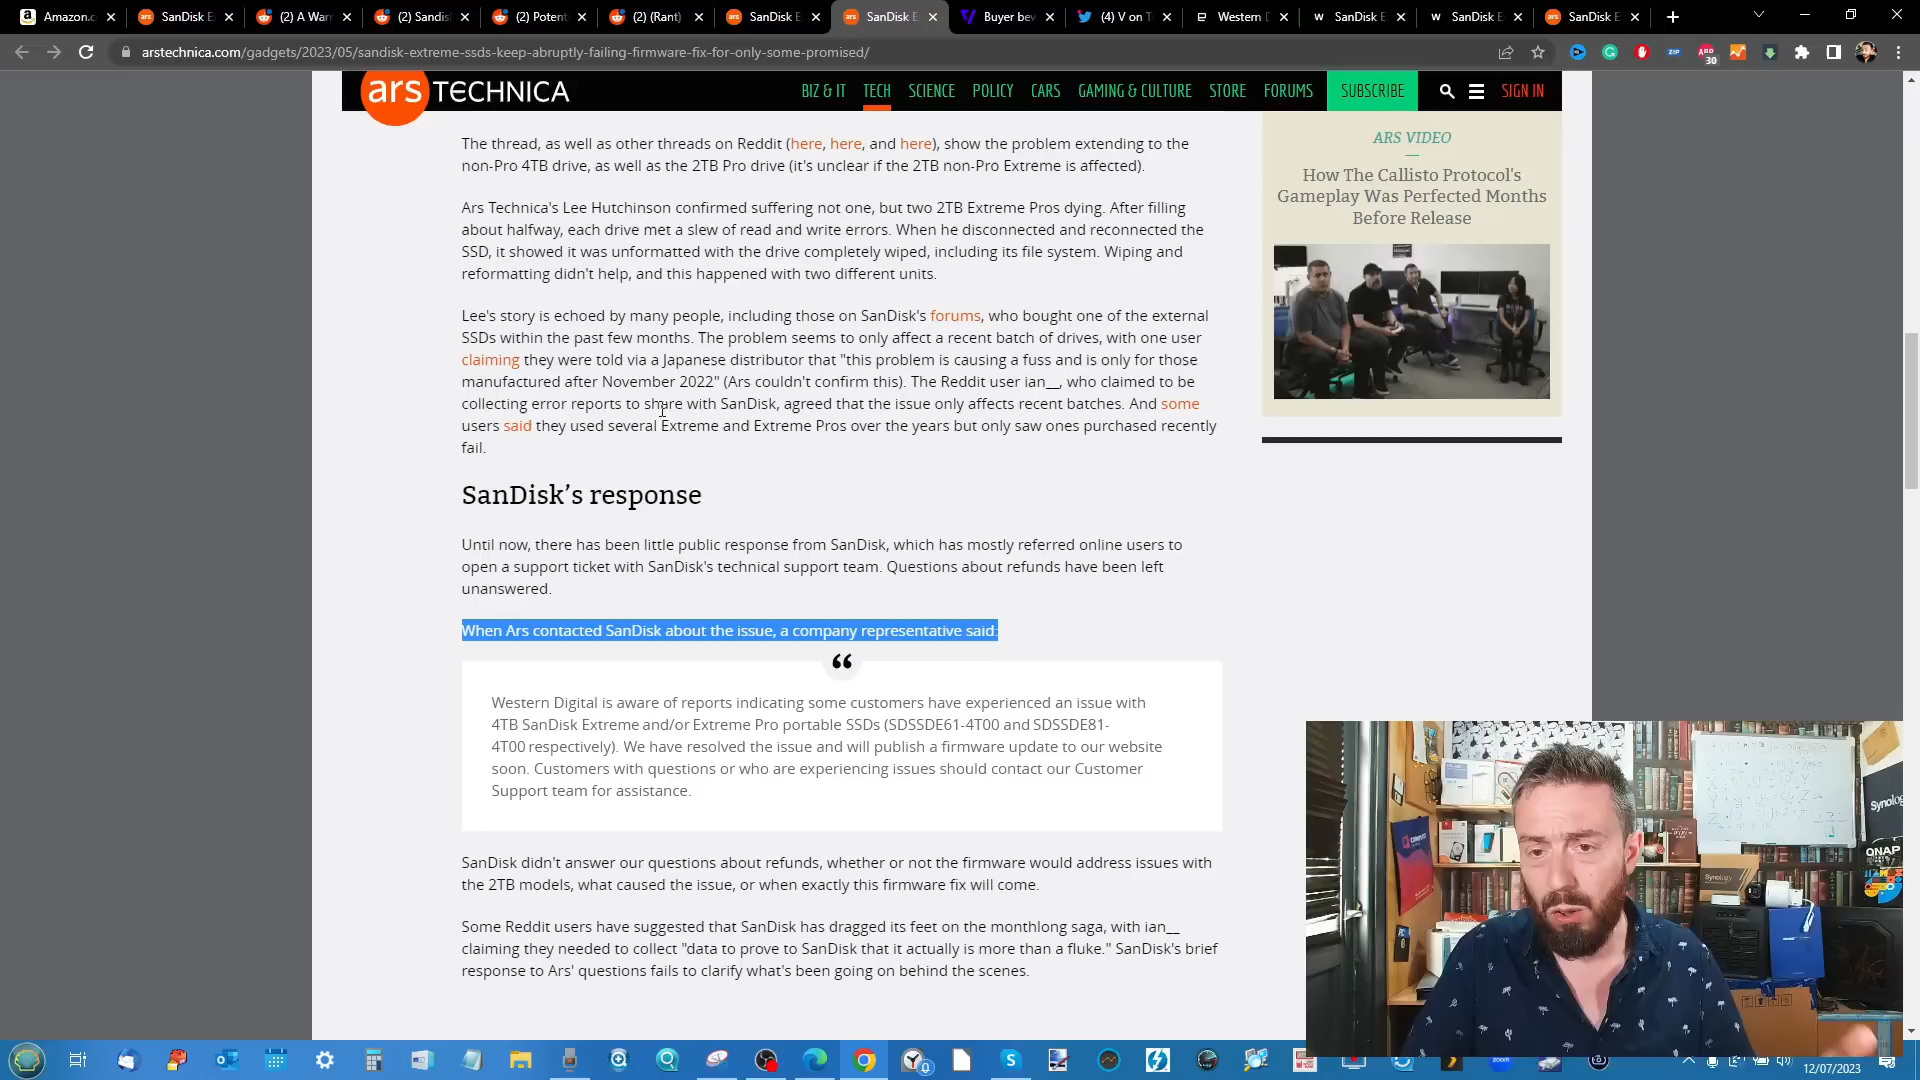 Amazon.c
SanDisk E
(2) A Warn
(2) Sandis
(2) Potent
(2) (Rant)
SanDisk E
SanDisk E
Buyer bew
(4) V on T
Western D
SanDisk E
SanDisk E
SanDisk E
arstechnica.com/gadgets/2023/05/sandisk-extreme-ssds-keep-abruptly-failing-firmware-fix-for-only-some-promised/
ars TECHNICA
BIZ & IT TECH SCIENCE POLICY CARS GAMING & CULTURE STORE FORUMS SUBSCRIBE SIGN IN
The thread, as well as other threads on Reddit (here, here, and here), show the problem extending to the
non-Pro 4TB drive, as well as the 2TB Pro drive (it's unclear if the 2TB non-Pro Extreme is affected).
Ars Technica's Lee Hutchinson confirmed suffering not one, but two 2TB Extreme Pros dying. After filling
about halfway, each drive met a slew of read and write errors. When he disconnected and reconnected the
SSD, it showed it was unformatted with the drive completely wiped, including its file system. Wiping and
reformatting didn't help, and this happened with two different units.
Lee's story is echoed by many people, including those on SanDisk's forums, who bought one of the external
SSDs within the past few months. The problem seems to only affect a recent batch of drives, with one user
claiming they were told via a Japanese distributor that "this problem is causing a fuss and is only for those
manufactured after November 2022" (Ars couldn't confirm this). The Reddit user ian__, who claimed to be
collecting error reports to share with SanDisk, agreed that the issue only affects recent batches. And some
users said they used several Extreme and Extreme Pros over the years but only saw ones purchased recently
fail.
SanDisk's response
Until now, there has been little public response from SanDisk, which has mostly referred online users to
open a support ticket with SanDisk's technical support team. Questions about refunds have been left
unanswered.
When Ars contacted SanDisk about the issue, a company representative said:
Western Digital is aware of reports indicating some customers have experienced an issue with
4TB SanDisk Extreme and/or Extreme Pro portable SSDs (SDSSDE61-4T00 and SDSSDE81-
4T00 respectively). We have resolved the issue and will publish a firmware update to our website
soon. Customers with questions or who are experiencing issues should contact our Customer
Support team for assistance.
SanDisk didn't answer our questions about refunds, whether or not the firmware would address issues with
the 2TB models, what caused the issue, or when exactly this firmware fix will come.
Some Reddit users have suggested that SanDisk has dragged its feet on the monthlong saga, with ian__
claiming they needed to collect "data to prove to SanDisk that it actually is more than a fluke." SanDisk's brief
response to Ars' questions fails to clarify what's been going on behind the scenes.
ARS VIDEO
How The Callisto Protocol's
Gameplay Was Perfected Months
Before Release
Synology
QNAP
Synology
12/07/2023